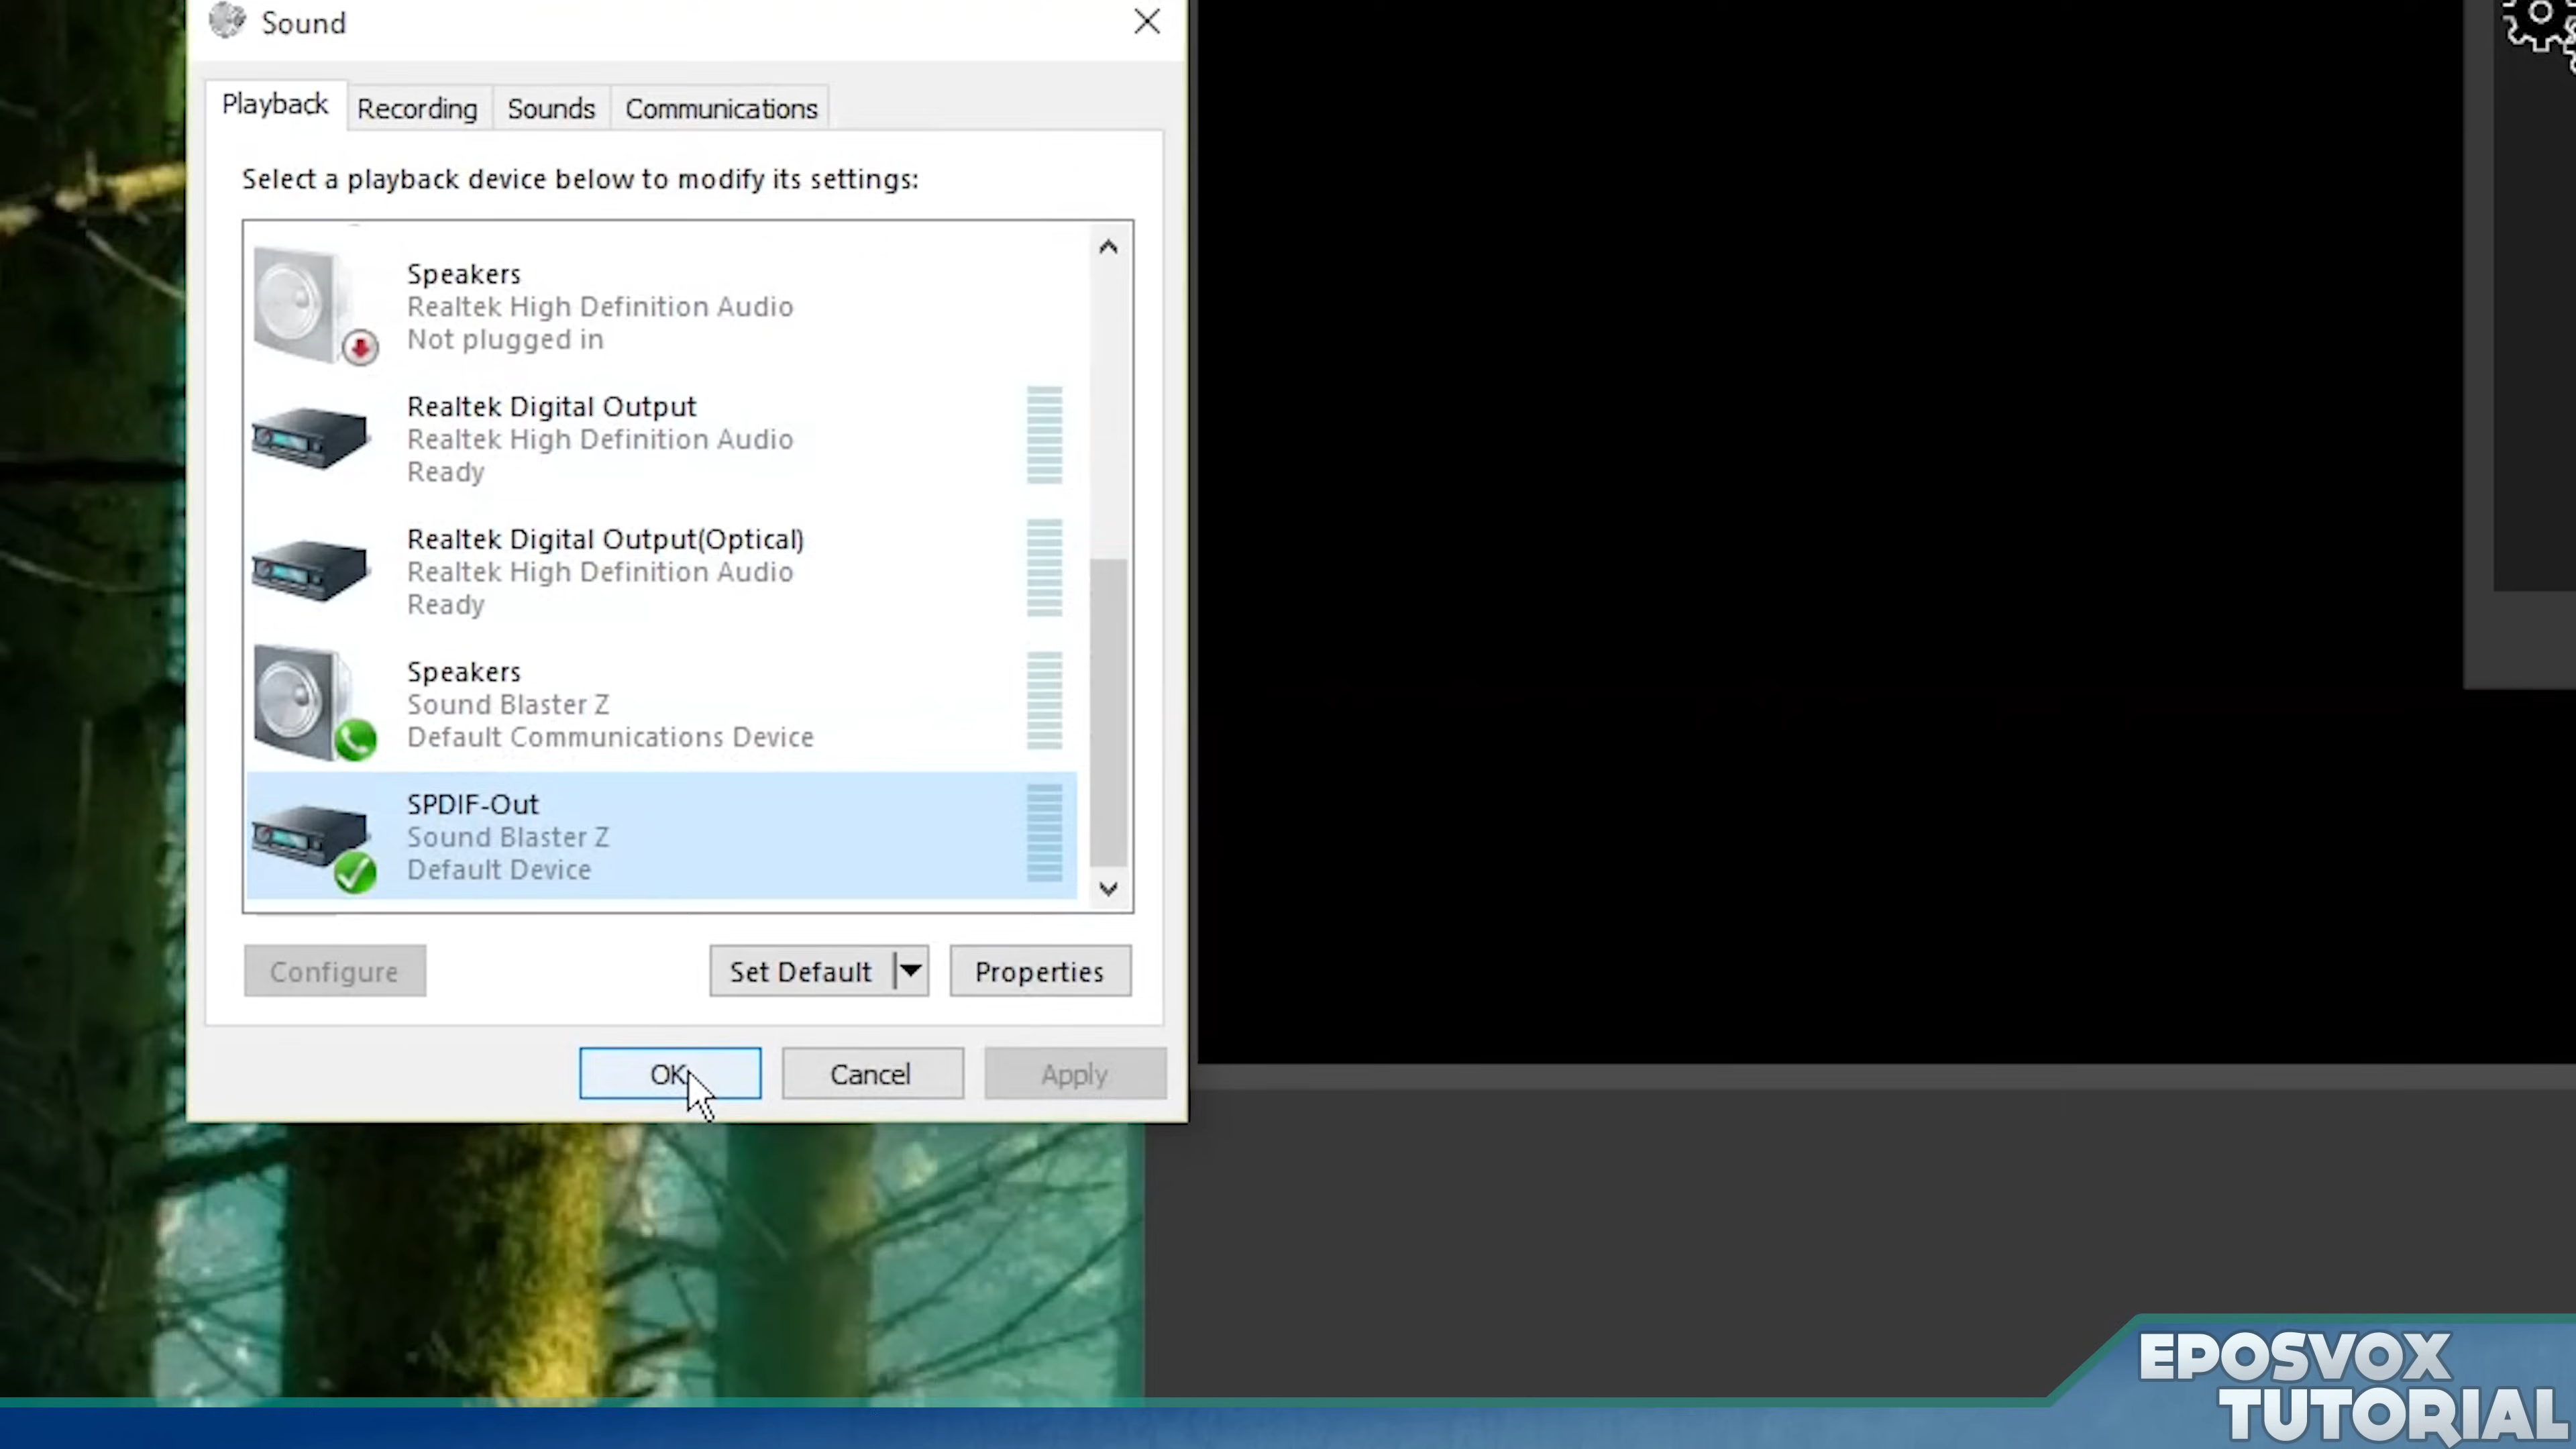 Sound
Playback
Recording
Sounds
Communications
Select a playback device below to modify its settings:
Speakers
Realtek High Definition Audio
Not plugged in
Realtek Digital Output
Realtek High Definition Audio
Ready
Realtek Digital Output(Optical)
Realtek High Definition Audio
Ready
Speakers
Sound Blaster Z
Default Communications Device
SPDIF-Out
Sound Blaster Z
Default Device
Configure
Set Default
Properties
OK
Cancel
Apply
EPOSVOX
TUTORIAL